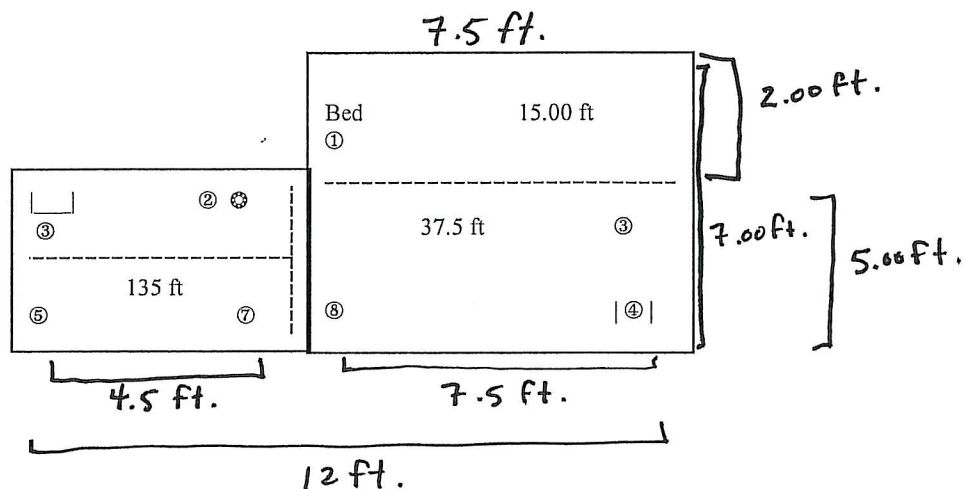 7.5 ft.
2.00 ft.
Bed 15.00 ft
①
② 
③
37.5 ft ③
7.00 ft.
5.00 ft.
135 ft
⑤ ⑦
⑧ ④
4.5 ft.
7.5 ft.
12 ft.